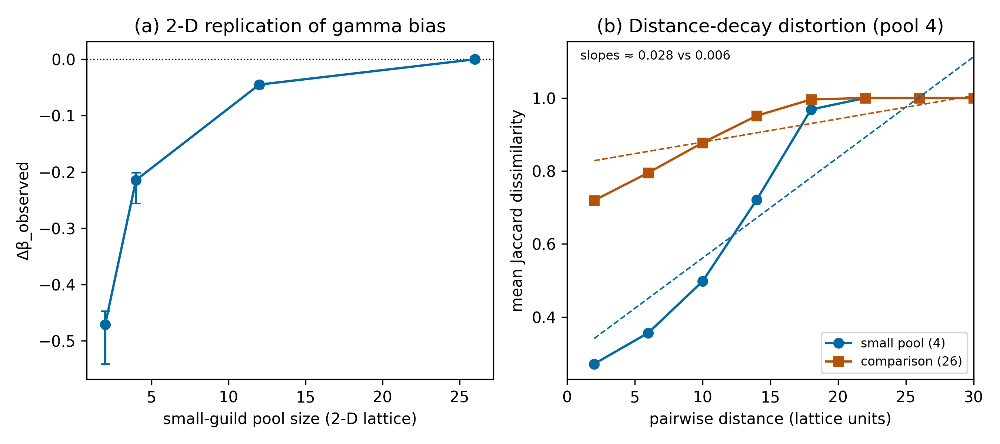 (a) 2-D replication of gamma bias
0.0
−0.1
−0.2
−0.3
−0.4
−0.5
Δβ_observed
5
10
15
20
25
small-guild pool size (2-D lattice)
(b) Distance-decay distortion (pool 4)
slopes ≈ 0.028 vs 0.006
1.0
0.8
0.6
0.4
mean Jaccard dissimilarity
small pool (4)
comparison (26)
0
5
10
15
20
25
30
pairwise distance (lattice units)